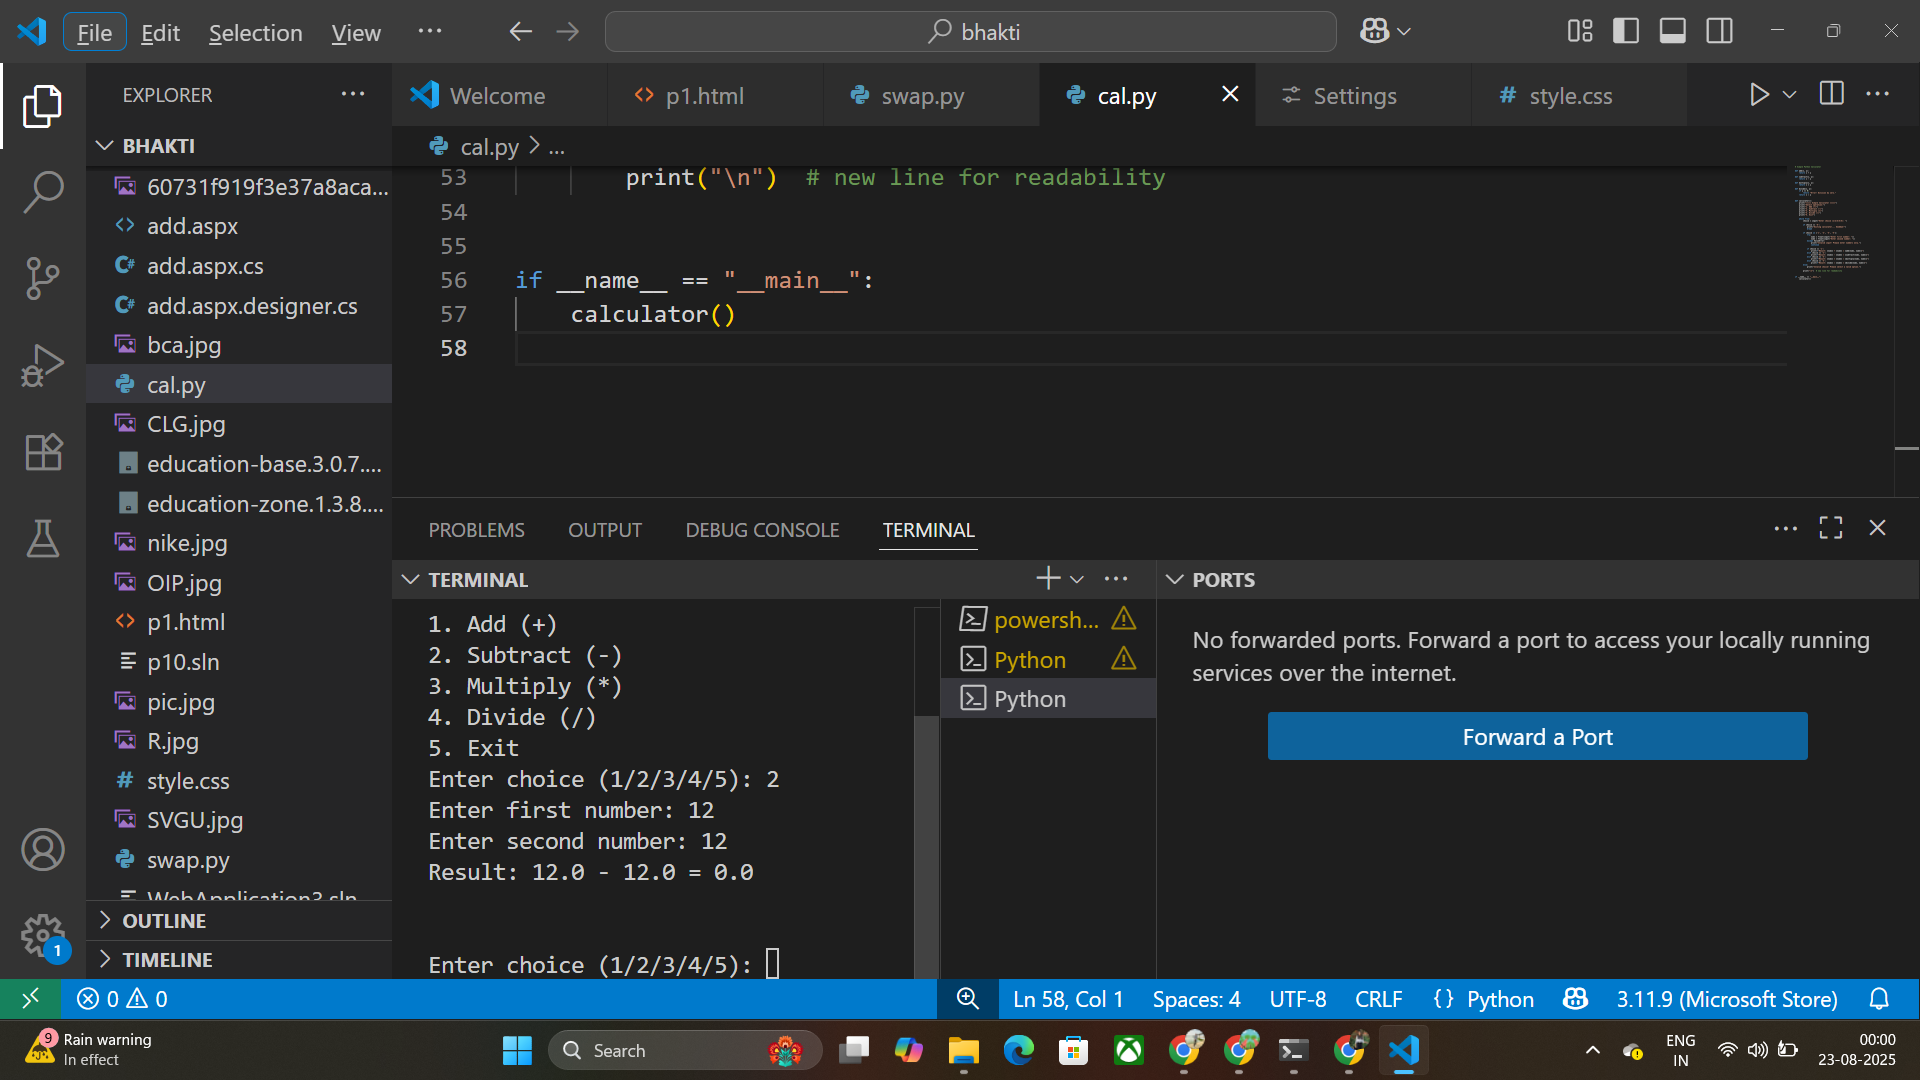 File Edit Selection View ··· bhakti
EXPLORER ···
Welcome p1.html swap.py cal.py Settings style.css
BHAKTI
cal.py > ...
60731f919f3e37a8aca...
add.aspx
add.aspx.cs
add.aspx.designer.cs
bca.jpg
cal.py
CLG.jpg
education-base.3.0.7....
education-zone.1.3.8....
nike.jpg
OIP.jpg
p1.html
p10.sln
pic.jpg
R.jpg
style.css
SVGU.jpg
swap.py
WebApplication3.sln
OUTLINE
TIMELINE
1
53 print("\n") # new line for readability
54
55
56 if __name__ == "__main__":
57 calculator()
58
PROBLEMS OUTPUT DEBUG CONSOLE TERMINAL
TERMINAL
1. Add (+)
2. Subtract (-)
3. Multiply (*)
4. Divide (/)
5. Exit
Enter choice (1/2/3/4/5): 2
Enter first number: 12
Enter second number: 12
Result: 12.0 - 12.0 = 0.0
Enter choice (1/2/3/4/5):
powersh...
Python
Python
PORTS
No forwarded ports. Forward a port to access your locally running
services over the internet.
Forward a Port
0 0 Ln 58, Col 1 Spaces: 4 UTF-8 CRLF {} Python 3.11.9 (Microsoft Store)
9
Rain warning
In effect
Search
ENG
IN
00:00
23-08-2025